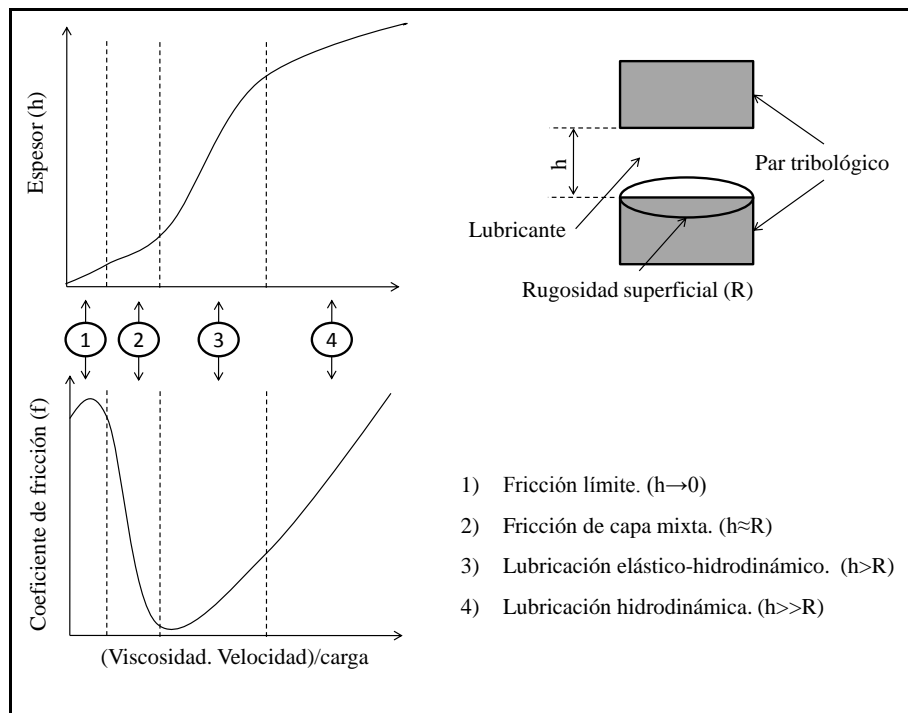 Espesor (h)
h
Par tribológico
Lubricante
Rugosidad superficial (R)
1
2
3
4
Coeficiente de fricción (f)
(Viscosidad. Velocidad)/carga
1) Fricción límite. (h→0)
2) Fricción de capa mixta. (h≈R)
3) Lubricación elástico-hidrodinámico. (h>R)
4) Lubricación hidrodinámica. (h>>R)